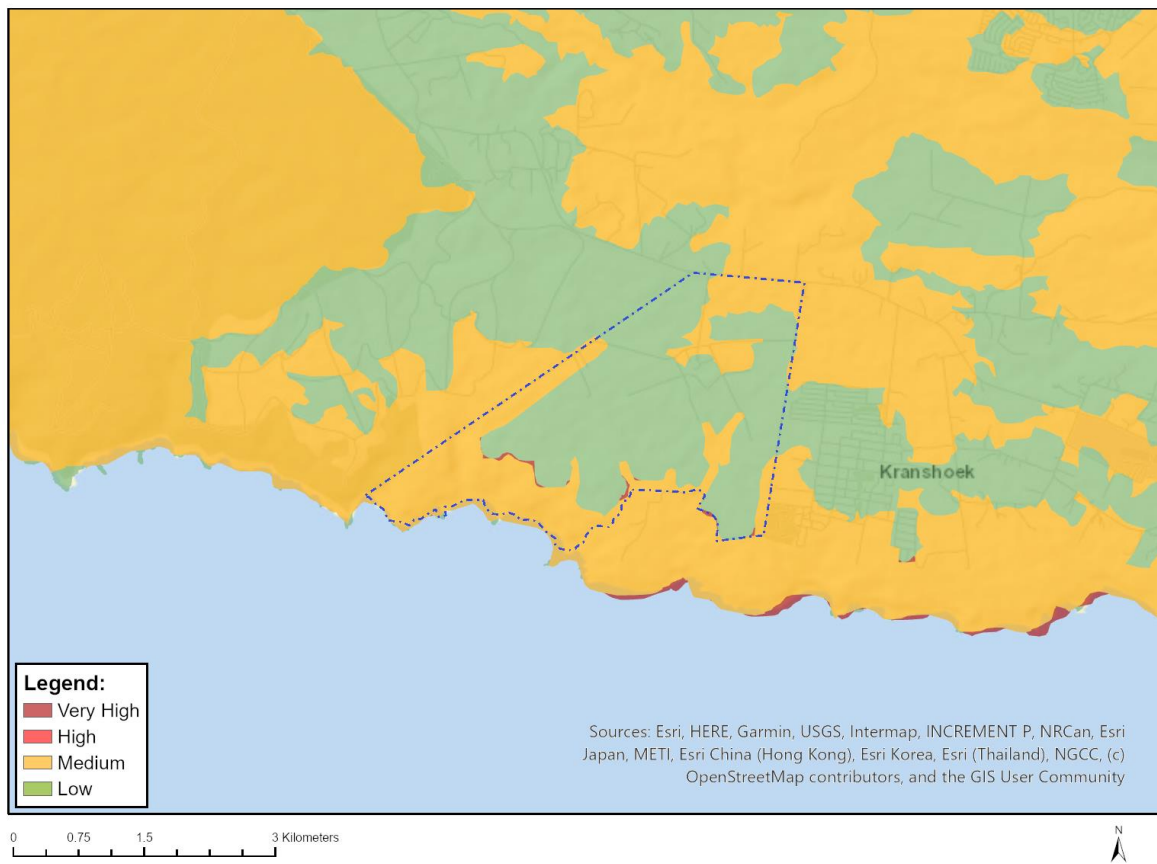 Kranshoek
Legend:
Very High
High
Medium
Low
Sources: Esri, HERE, Garmin, USGS, Intermap, INCREMENT P, NRCan, Esri
Japan, METI, Esri China (Hong Kong), Esri Korea, Esri (Thailand), NGCC, (c)
OpenStreetMap contributors, and the GIS User Community
0 0.75 1.5 3 Kilometers
N